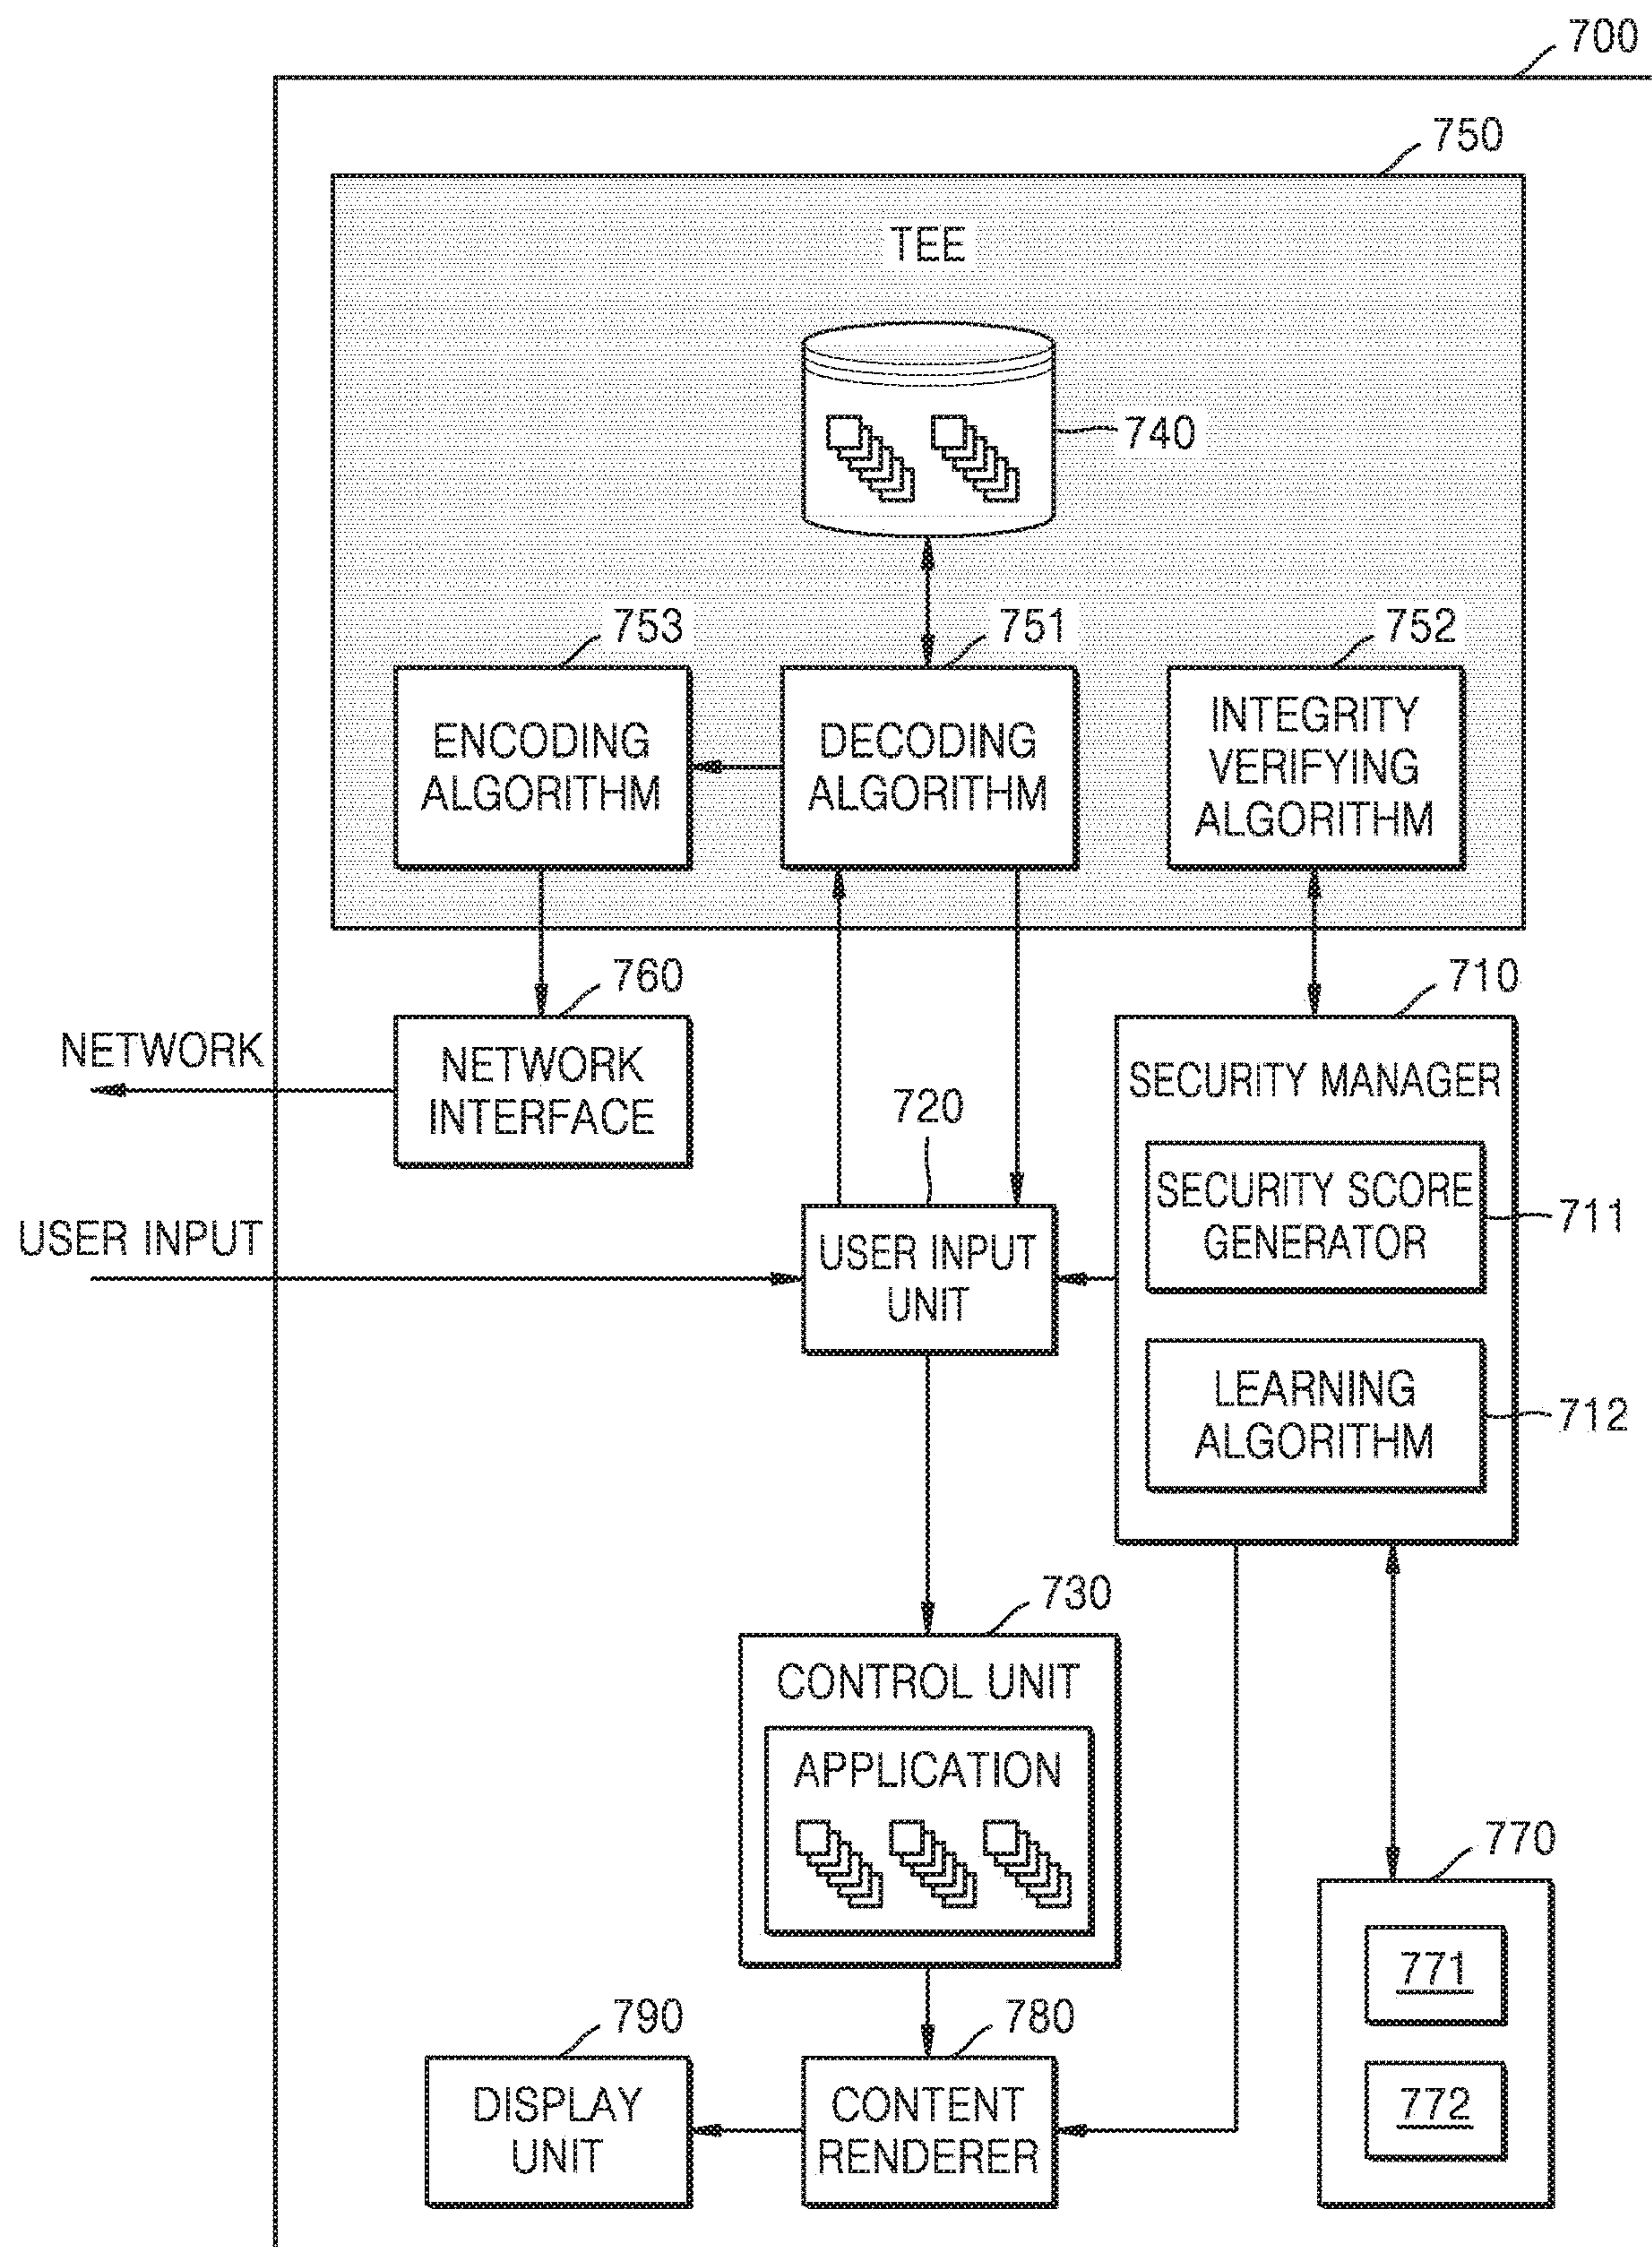 700
750
TEE
740
753
751
752
ENCODING
ALGORITHM
DECODING
ALGORITHM
INTEGRITY
VERIFYING
ALGORITHM
760
710
NETWORK
NETWORK
INTERFACE
720
SECURITY MANAGER
SECURITY SCORE
GENERATOR
711
USER INPUT
USER INPUT
UNIT
LEARNING
ALGORITHM
712
730
CONTROL UNIT
APPLICATION
770
771
772
790
780
DISPLAY
UNIT
CONTENT
RENDERER